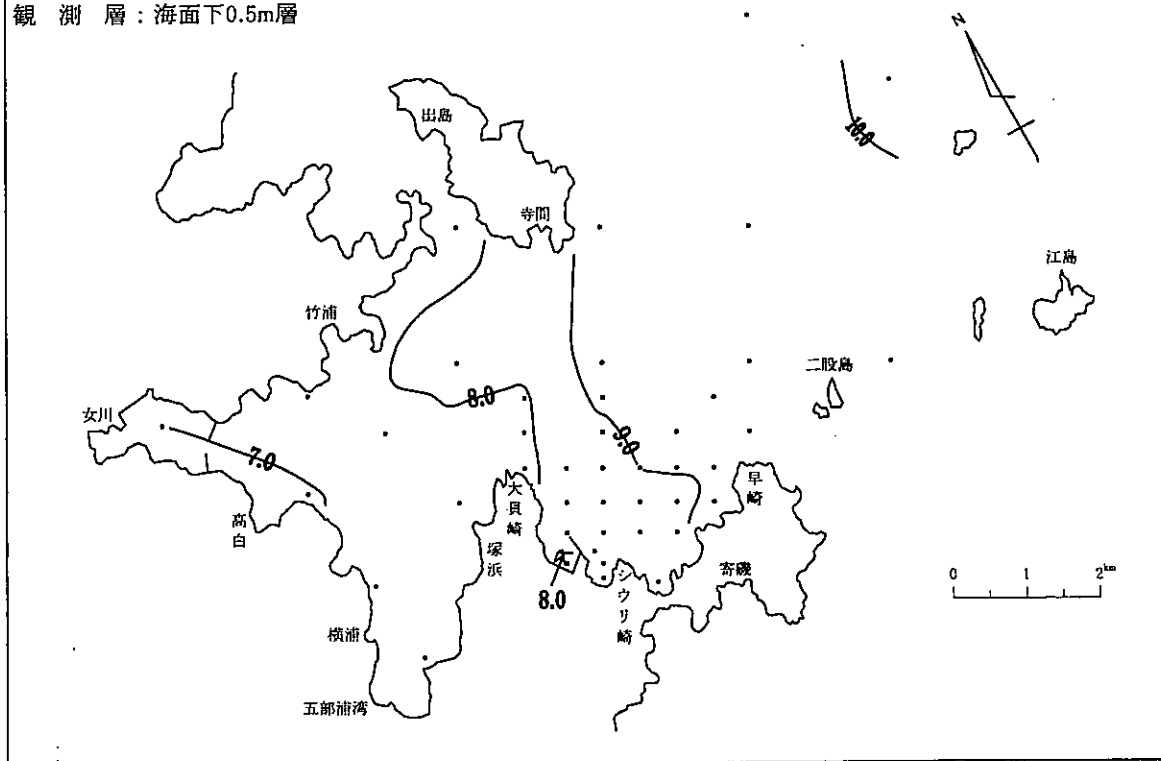 観測層：海面下0.5m層
N
出島
10.0
寺間
江島
竹浦
二股島
8.0
女川
9.0
7.0
早崎
大貝崎
高白
塚浜
寄磯
0 1 2km
8.0
シウリ崎
横浦
五部浦湾